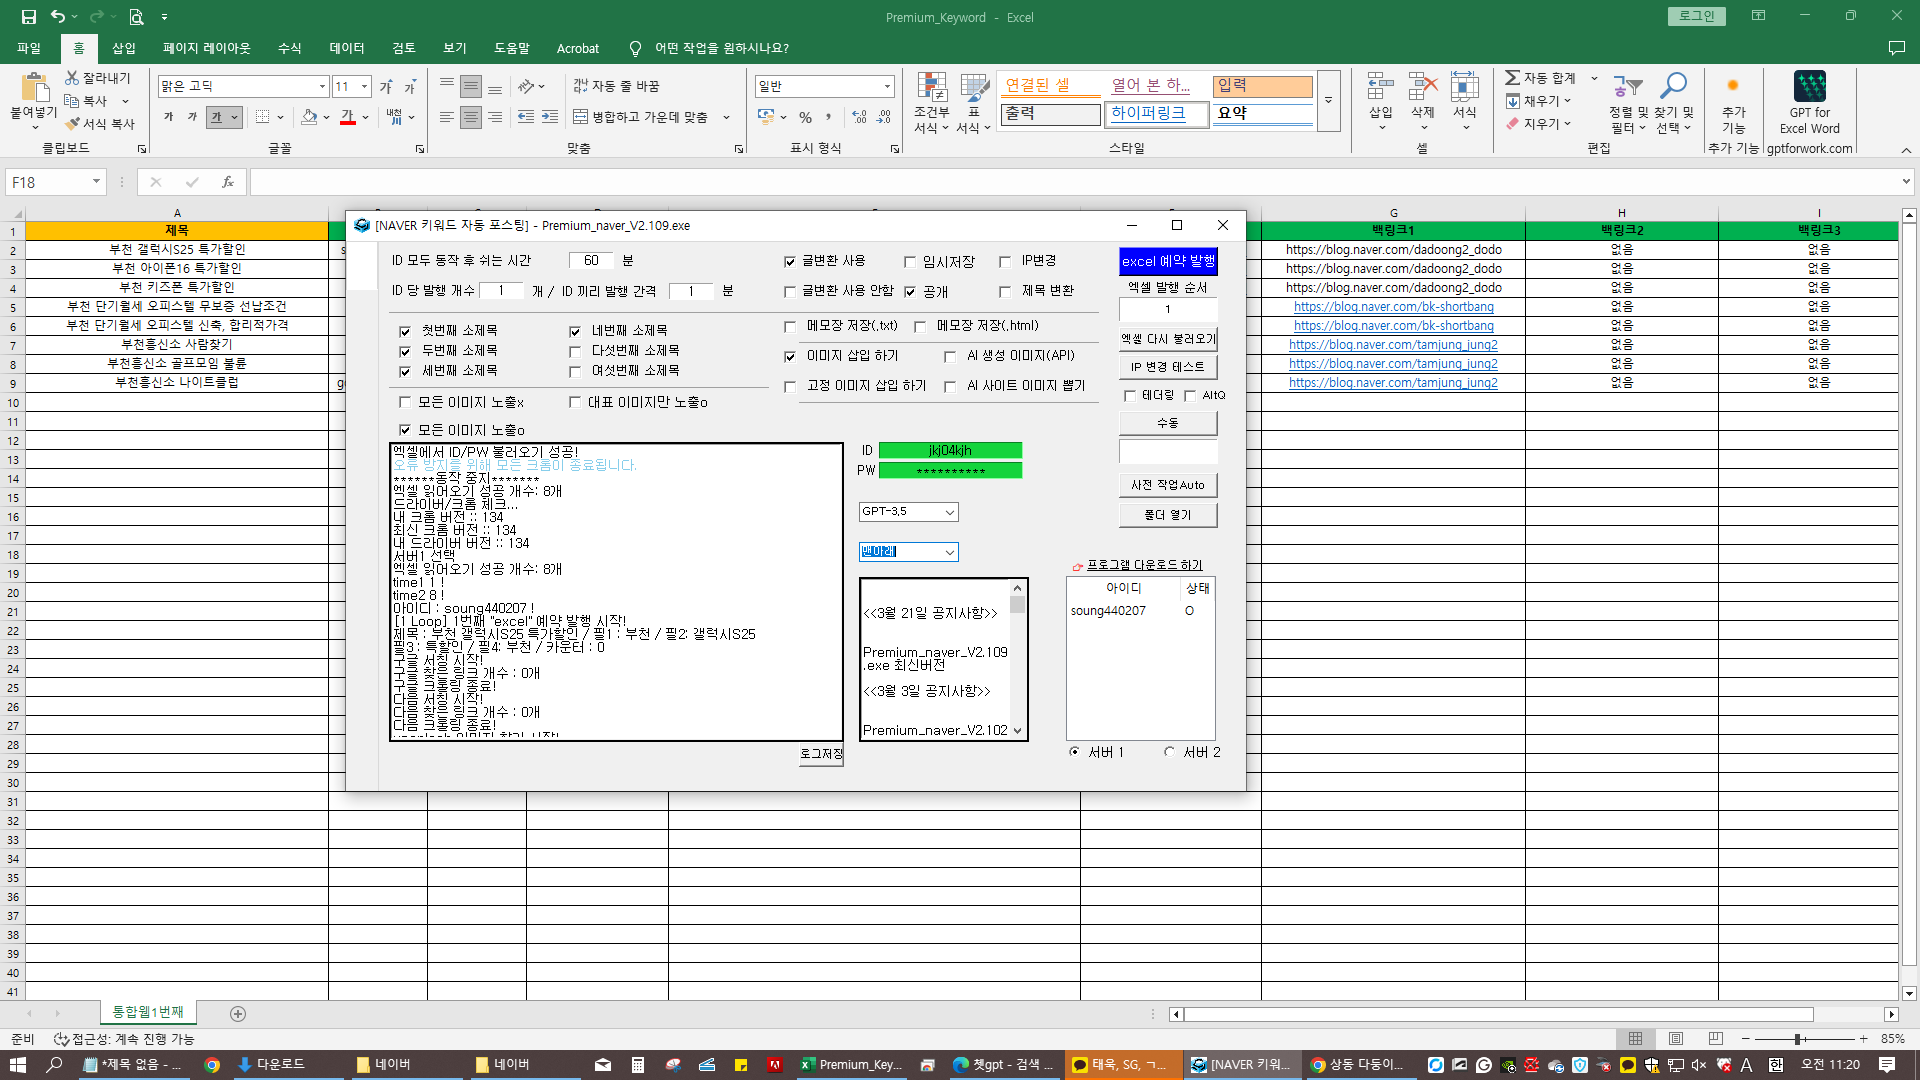 Premium_Keyword - Excel
로그인
파일 홈 삽입 페이지 레이아웃 수식 데이터 검토 보기 도움말 Acrobat 어떤 작업을 원하시나요?
붙여넣기
잘라내기
복사
서식 복사
클립보드
맑은 고딕 11
가 가 가
글꼴
자동 줄 바꿈
병합하고 가운데 맞춤
맞춤
일반
표시 형식
조건부 서식
표 서식
연결된 셀 열어 본 하... 입력
출력 하이퍼링크 요약
스타일
삽입 삭제 서식
셀
자동 합계
채우기
지우기
정렬 및 필터
찾기 및 선택
편집
추가 기능
추가 기능
GPT for Excel Word
gptforwork.com
F18
A G H I
1 제목 백링크1 백링크2 백링크3
2 부천 갤럭시S25 특가할인 https://blog.naver.com/dadoong2_dodo 없음 없음
3 부천 아이폰16 특가할인 https://blog.naver.com/dadoong2_dodo 없음 없음
4 부천 키즈폰 특가할인 https://blog.naver.com/dadoong2_dodo 없음 없음
5 부천 단기월세 오피스텔 무보증 선납조건 https://blog.naver.com/bk-shortbang 없음 없음
6 부천 단기월세 오피스텔 신축, 합리적가격 https://blog.naver.com/bk-shortbang 없음 없음
7 부천흥신소 사람찾기 https://blog.naver.com/tamjung_jung2 없음 없음
8 부천흥신소 골프모임 불륜 https://blog.naver.com/tamjung_jung2 없음 없음
9 부천흥신소 나이트클럽 https://blog.naver.com/tamjung_jung2 없음 없음
10
11
12
13
14
15
16
17
18
19
20
21
22
23
24
25
26
27
28
29
30
31
32
33
34
35
36
37
38
39
40
41
[NAVER 키워드 자동 포스팅] - Premium_naver_V2.109.exe
ID 모두 동작 후 쉬는 시간 60 분
ID 당 발행 개수 1 개 / ID 끼리 발행 간격 1 분
글변환 사용 임시저장 IP변경
글변환 사용 안함 공개 제목 변환
첫번째 소제목 네번째 소제목
두번째 소제목 다섯번째 소제목
세번째 소제목 여섯번째 소제목
모든 이미지 노출x 대표 이미지만 노출o
모든 이미지 노출o
메모장 저장(.txt) 메모장 저장(.html)
이미지 삽입 하기 AI 생성 이미지(API)
고정 이미지 삽입 하기 AI 사이트 이미지 뽑기
excel 예약 발행
엑셀 발행 순서
1
엑셀 다시 불러오기
IP 변경 테스트
테더링 AltQ
수동
사전 작업Auto
폴더 열기
엑셀에서 ID/PW 불러오기 성공!
오류 방지를 위해 모든 크롬이 종료됩니다.
******동작 중지*******
엑셀 읽어오기 성공 개수: 8개
드라이버/크롬 체크...
내 크롬 버전 :: 134
최신 크롬 버전 :: 134
내 드라이버 버전 :: 134
서버1 선택
엑셀 읽어오기 성공 개수: 8개
time1 1 !
time2 8 !
아이디 : soung440207 !
[1 Loop] 1번째 "excel" 예약 발행 시작!
제목 : 부천 갤럭시S25 특가할인 / 필1 : 부천 / 필2: 갤럭시S25
필3 : 특할인 / 필4: 부천 / 카운터 : 0
구글 서칭 시작!
구글 찾은 링크 개수 : 0개
구글 크롤링 종료!
다음 서칭 시작!
다음 찾은 링크 개수 : 0개
다음 크롤링 종료!
로그저장
ID jkj04kjh
PW **********
GPT-3.5
맨아래
<<3월 21일 공지사항>>
Premium_naver_V2.109
.exe 최신버전
<<3월 3일 공지사항>>
Premium_naver_V2.102
프로그램 다운로드 하기
아이디 상태
soung440207 O
서버 1 서버 2
통합웰1번째
준비 접근성: 계속 진행 가능 85%
*제목 없음 - ... 다운로드 네이버 네이버 Premium_Key... 챗gpt - 검색 ... 태욱, SG, ㄱ... [NAVER 키워... 상동 다둥이... A 한 오전 11:20